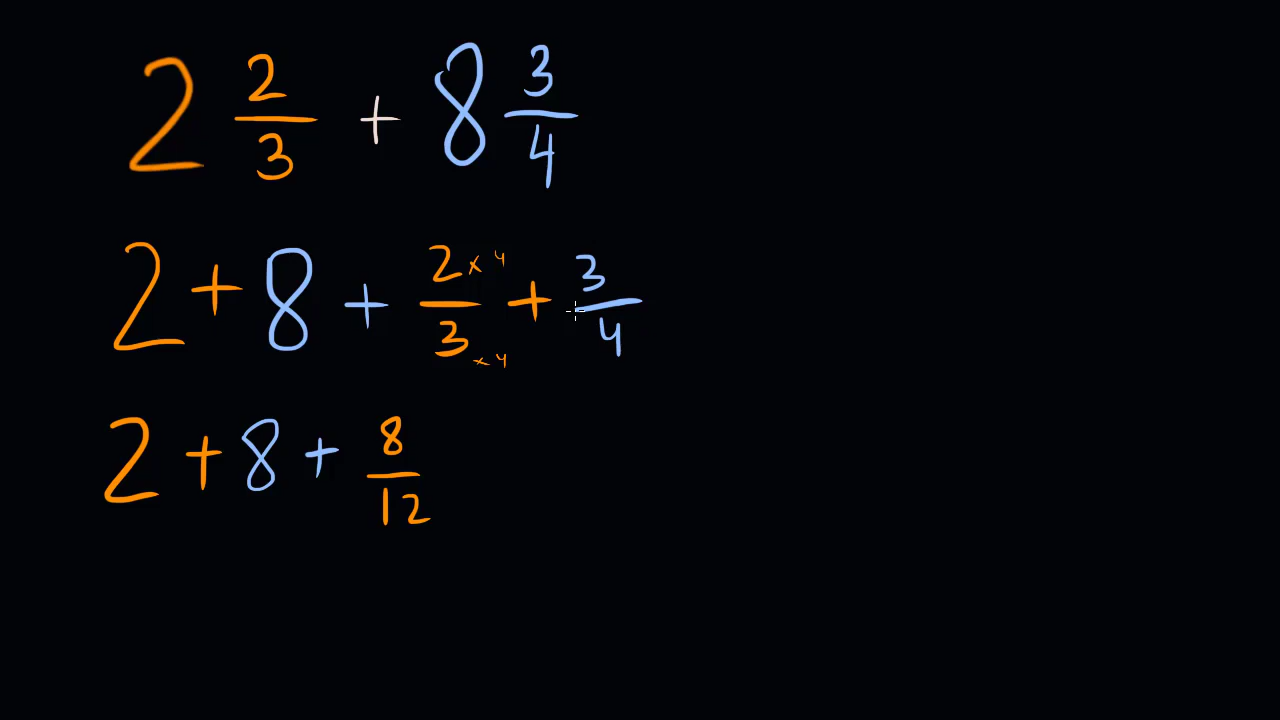 2 2/3 + 8 3/4
2 + 8 + 2×4/3×4 + 3/4
2 + 8 + 8/12